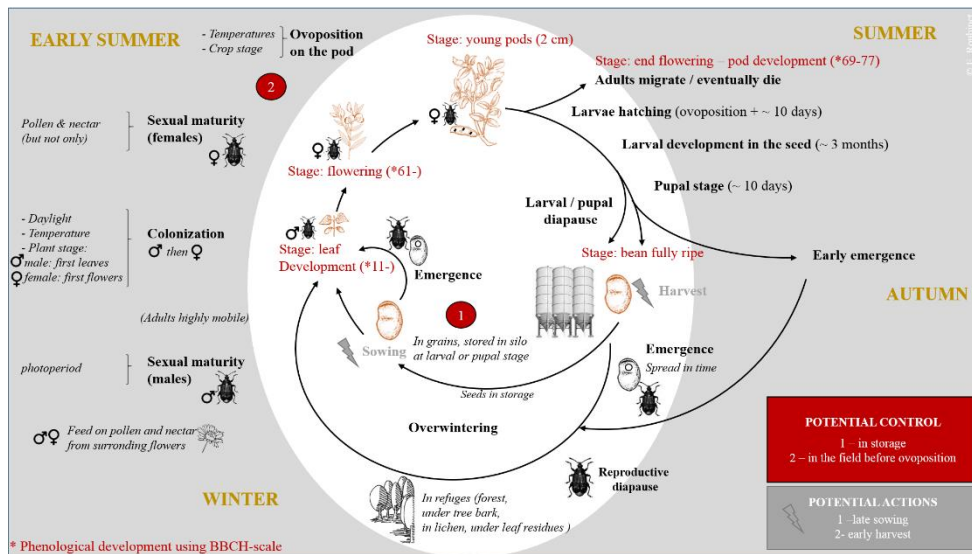 EARLY SUMMER
- Temperatures
- Crop stage
Ovoposition
on the pod
2
Stage: young pods (2 cm)
SUMMER
Stage: end flowering – pod development (*69-77)
Adults migrate / eventually die
Larvae hatching (ovoposition + ~ 10 days)
Larval development in the seed (~ 3 months)
Pupal stage (~ 10 days)
Pollen & nectar
(but not only)
Sexual maturity
(females)
♀
♀
♀
Stage: flowering (*61-)
Larval / pupal
diapause
- Daylight
- Temperature
- Plant stage:
♂male: first leaves
♀female: first flowers
Colonization
♂ then ♀
♂
Stage: leaf
Development (*11-)
Emergence
Stage: bean fully ripe
Early emergence
Harvest
AUTUMN
1
(Adults highly mobile)
Sowing
In grains, stored in silo
at larval or pupal stage
Emergence
Spread in time
photoperiod
Sexual maturity
(males)
♂
Seeds in storage
Overwintering
♂♀ Feed on pollen and nectar
from surronding flowers
POTENTIAL CONTROL
1 – in storage
2 – in the field before ovoposition
Reproductive
diapause
WINTER
In refuges (forest,
under tree bark,
in lichen, under leaf residues )
POTENTIAL ACTIONS
1 –late sowing
2- early harvest
* Phenological development using BBCH-scale